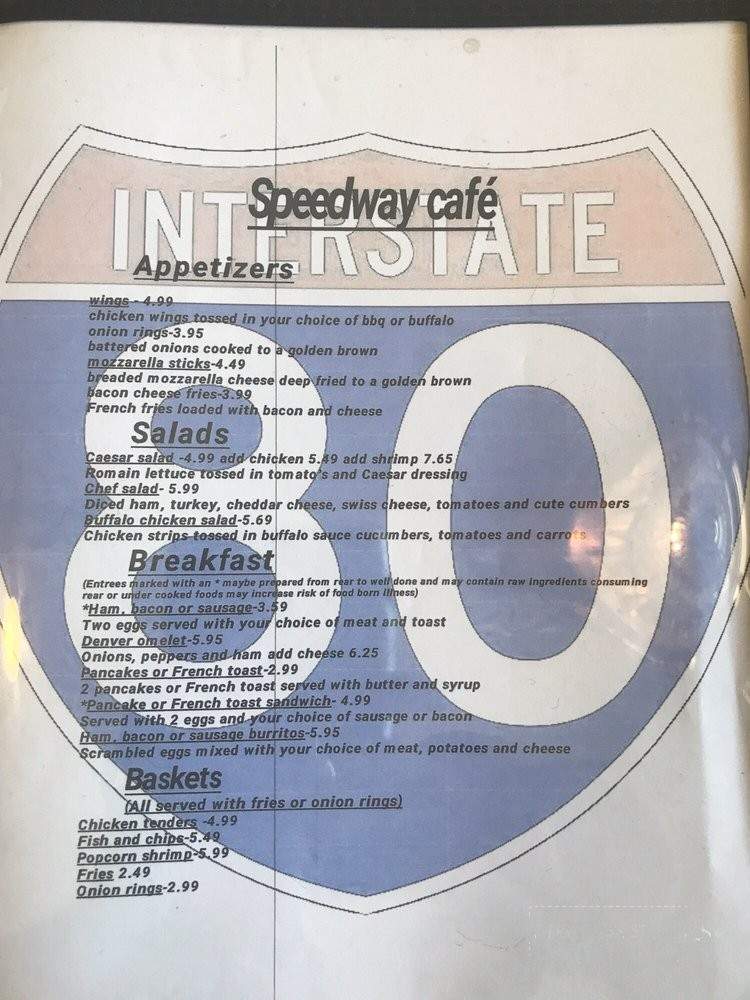 INTERSTATE
80
Speedway café
Appetizers
wings - 4.99
chicken wings tossed in your choice of bbq or buffalo
onion rings-3.95
battered onions cooked to a golden brown
mozzarella sticks-4.49
breaded mozzarella cheese deep fried to a golden brown
bacon cheese fries-3.99
French fries loaded with bacon and cheese
Salads
Caesar salad -4.99 add chicken 5.49 add shrimp 7.65
Romain lettuce tossed in tomato's and Caesar dressing
Chef salad- 5.99
Diced ham, turkey, cheddar cheese, swiss cheese, tomatoes and cute cumbers
Buffalo chicken salad-5.69
Chicken strips tossed in buffalo sauce cucumbers, tomatoes and carrots
Breakfast
(Entrees marked with an * maybe prepared from rear to well done and may contain raw ingredients consuming
rear or under cooked foods may increase risk of food born illness)
*Ham, bacon or sausage-3.59
Two eggs served with your choice of meat and toast
Denver omelet-5.95
Onions, peppers and ham add cheese 6.25
Pancakes or French toast-2.99
2 pancakes or French toast served with butter and syrup
*Pancake or French toast sandwich- 4.99
Served with 2 eggs and your choice of sausage or bacon
Ham, bacon or sausage burritos-5.95
Scrambled eggs mixed with your choice of meat, potatoes and cheese
Baskets
(All served with fries or onion rings)
Chicken tenders -4.99
Fish and chips-5.49
Popcorn shrimp-5.99
Fries 2.49
Onion rings-2.99